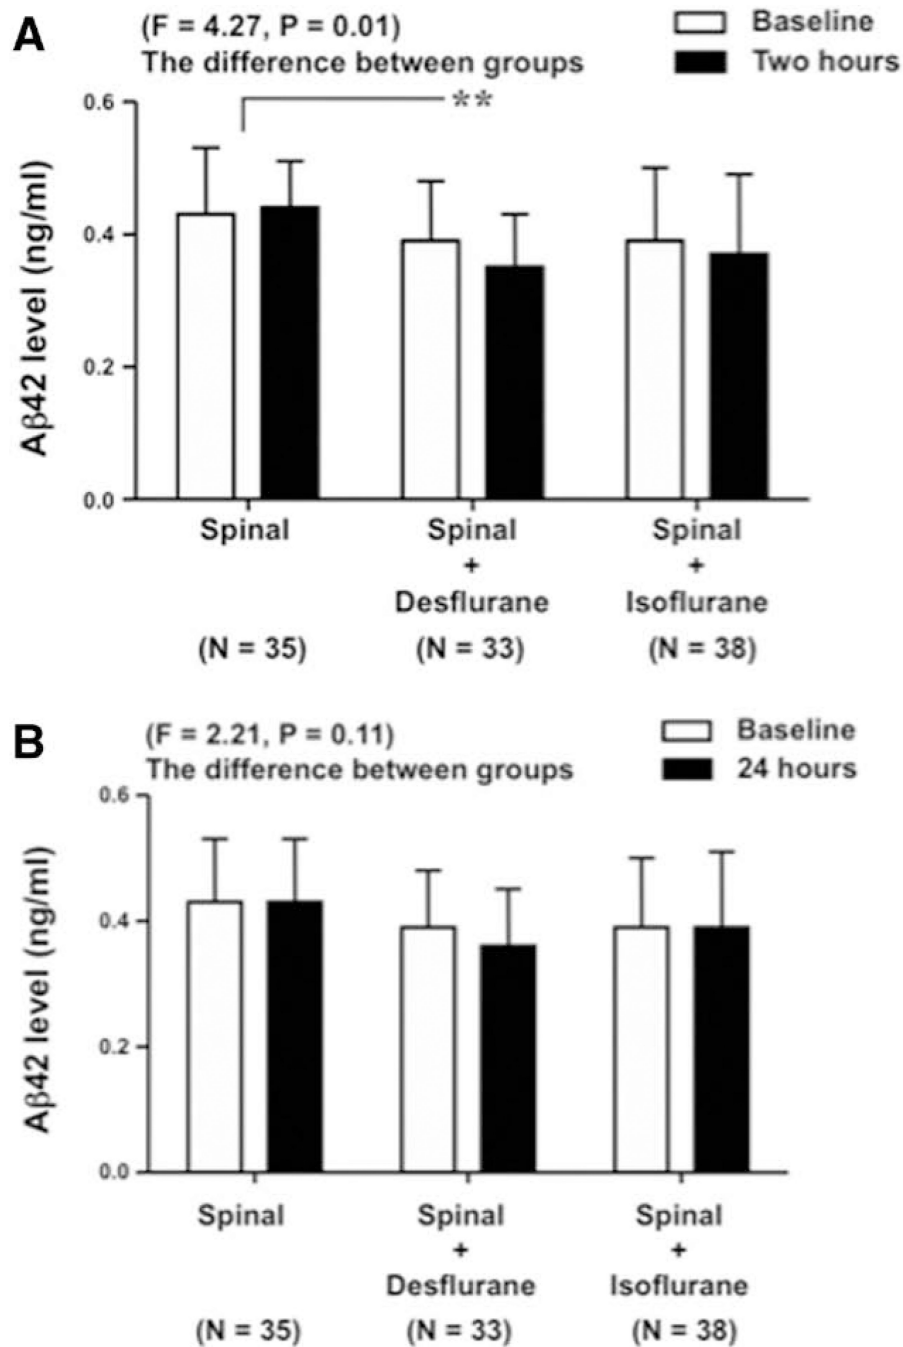 A
(F = 4.27, P = 0.01)
The difference between groups
Baseline
Two hours
**
Aβ42 level (ng/ml)
0.6
0.4
0.2
0.0
Spinal
Spinal
+
Desflurane
Spinal
+
Isoflurane
(N = 35)
(N = 33)
(N = 38)
B
(F = 2.21, P = 0.11)
The difference between groups
Baseline
24 hours
Aβ42 level (ng/ml)
0.6
0.4
0.2
0.0
Spinal
Spinal
+
Desflurane
Spinal
+
Isoflurane
(N = 35)
(N = 33)
(N = 38)